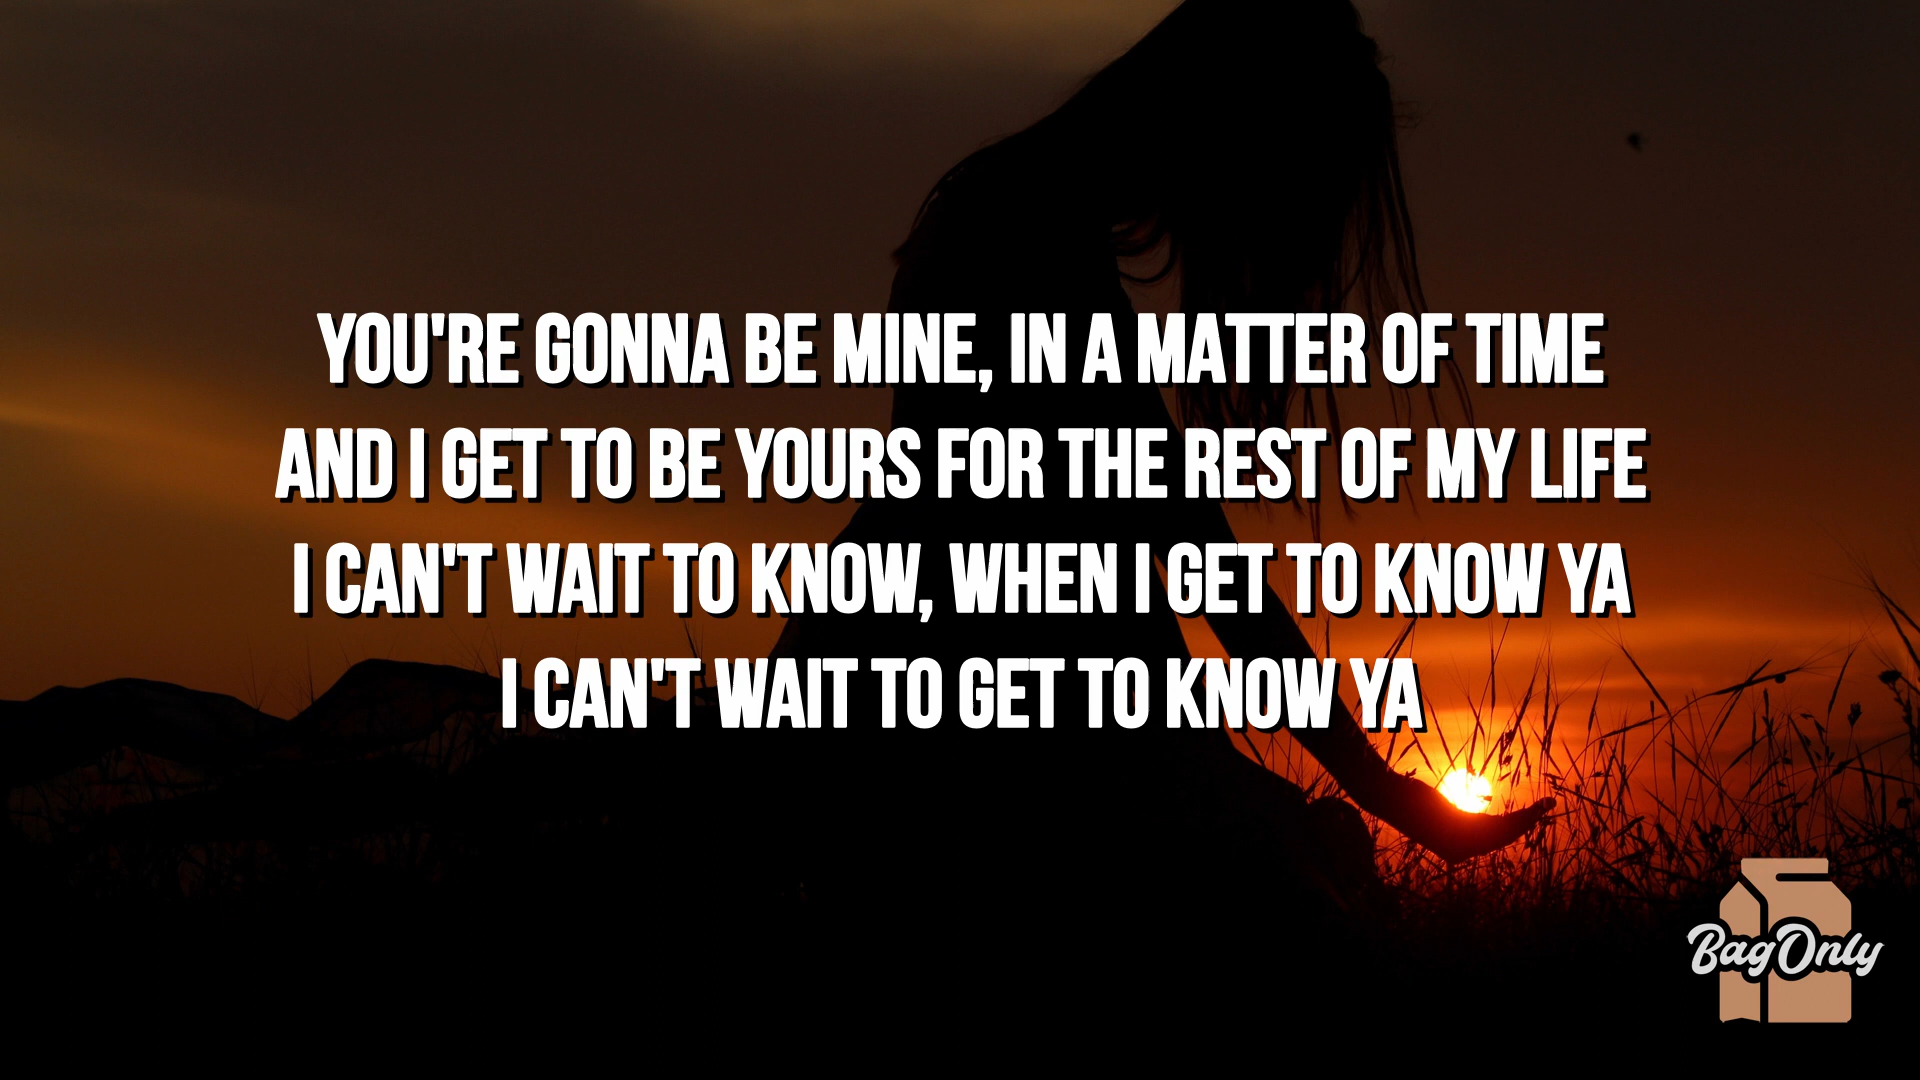 YOU'RE GONNA BE MINE, IN A MATTER OF TIME
AND I GET TO BE YOURS FOR THE REST OF MY LIFE
I CAN'T WAIT TO KNOW, WHEN I GET TO KNOW YA
I CAN'T WAIT TO GET TO KNOW YA
BagOnly